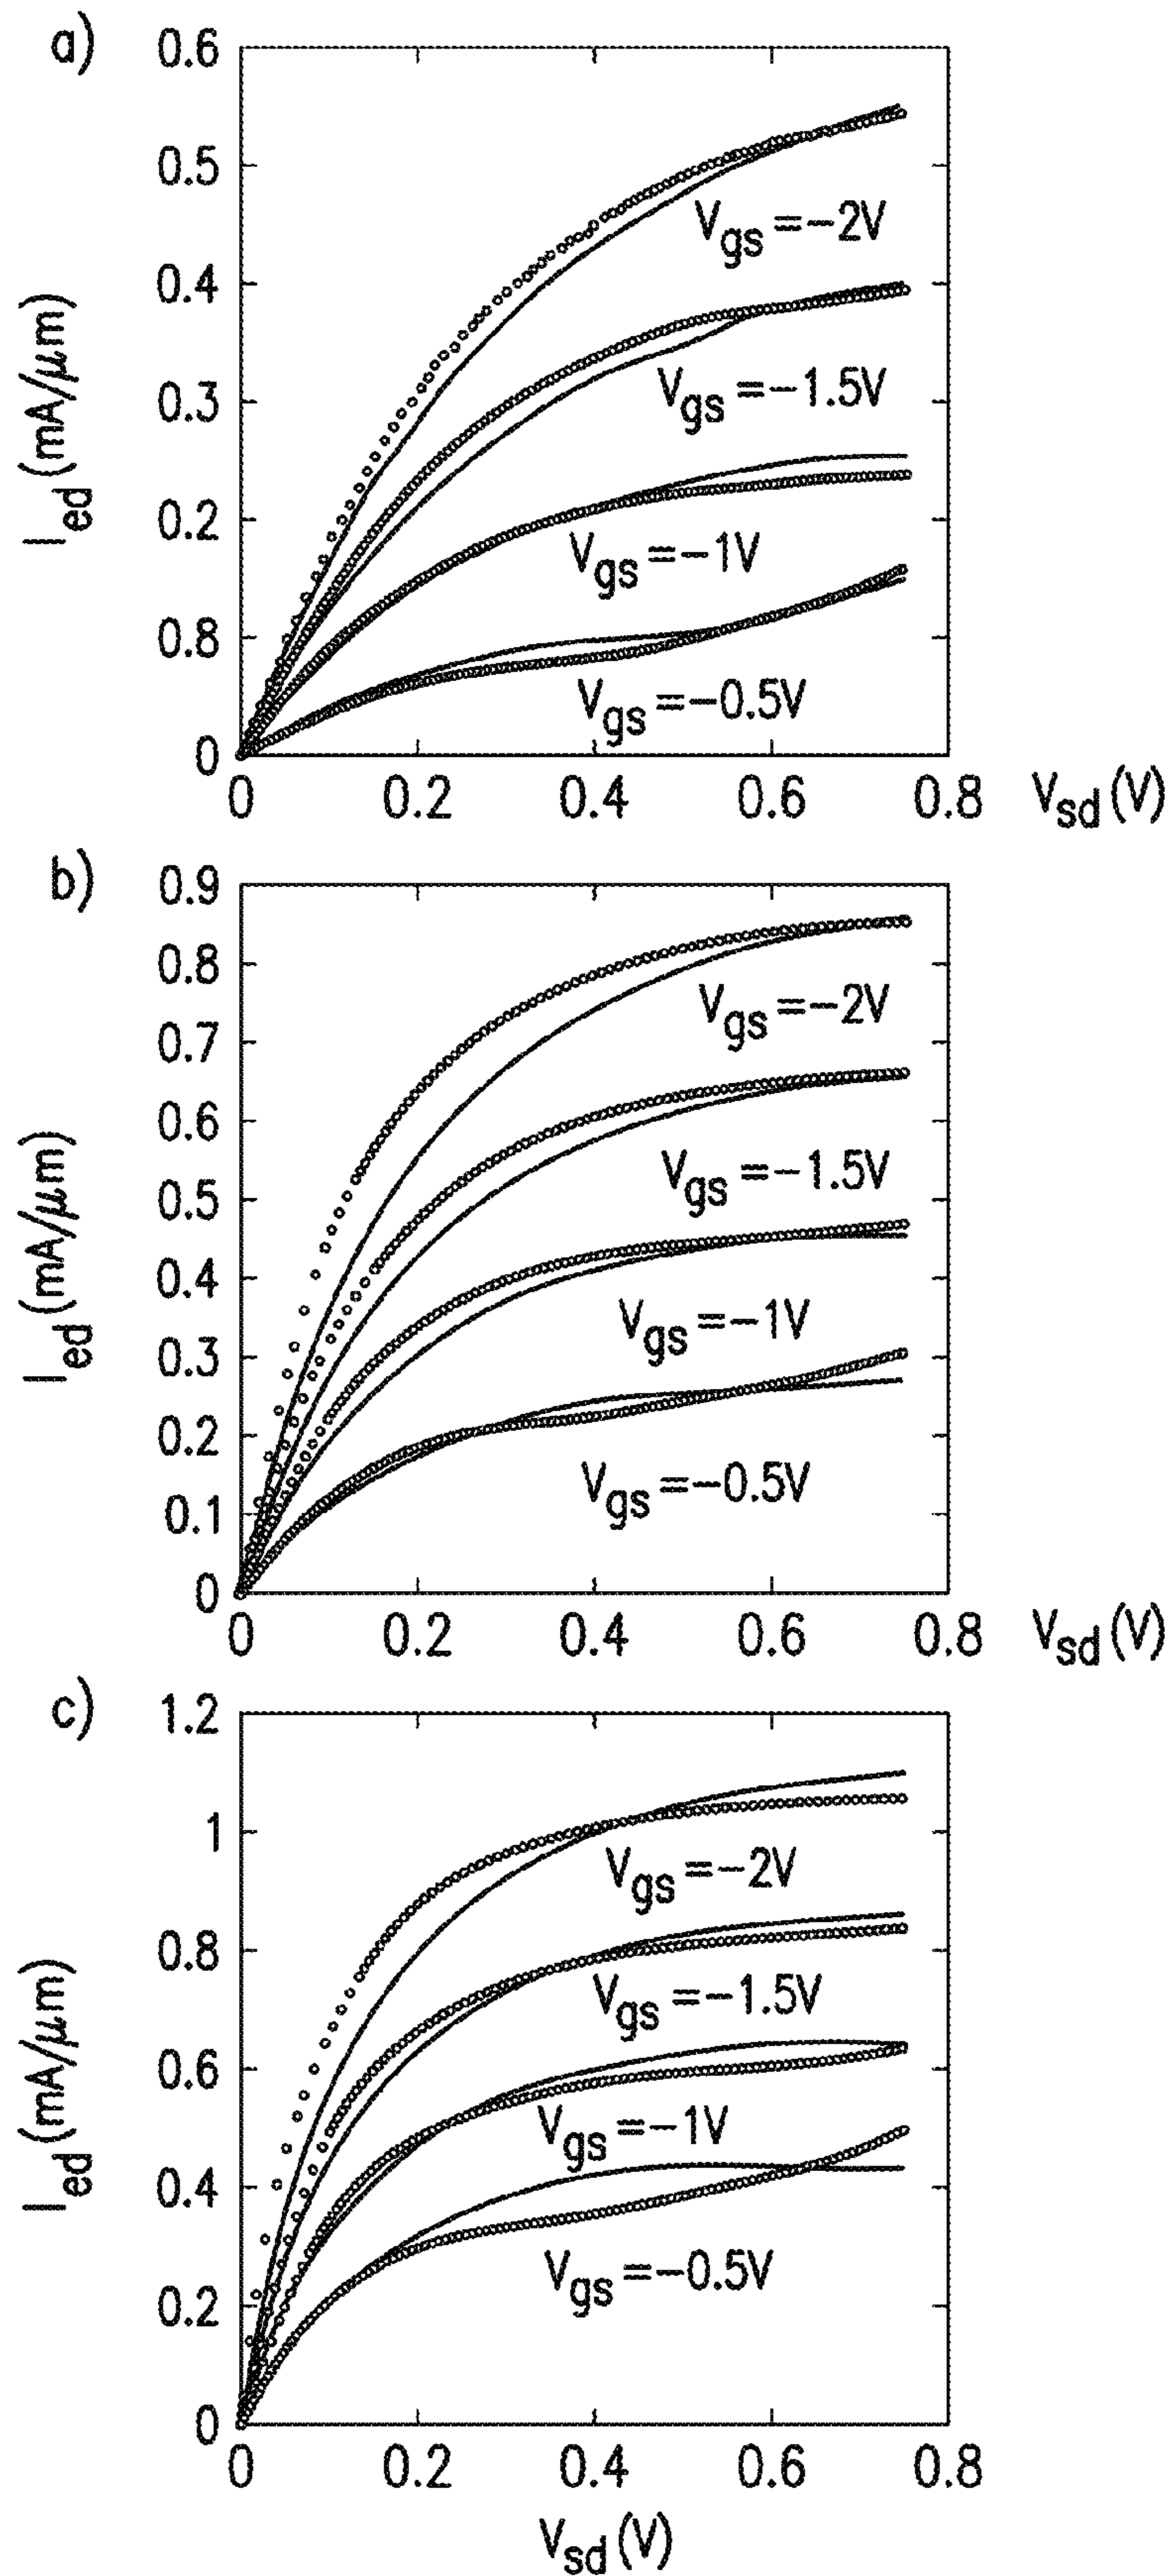 a)
0.6
0.5
0.4
0.3
0.2
0.8
0
I_ed (mA/μm)
V_gs =−2V
V_gs =−1.5V
V_gs =−1V
V_gs =−0.5V
0 0.2 0.4 0.6 0.8 V_sd (V)
b)
0.9
0.8
0.7
0.6
0.5
0.4
0.3
0.2
0.1
0
I_ed (mA/μm)
V_gs =−2V
V_gs =−1.5V
V_gs =−1V
V_gs =−0.5V
0 0.2 0.4 0.6 0.8 V_sd (V)
c)
1.2
1
0.8
0.6
0.4
0.2
0
I_ed (mA/μm)
V_gs =−2V
V_gs =−1.5V
V_gs =−1V
V_gs =−0.5V
0 0.2 0.4 0.6 0.8
V_sd (V)